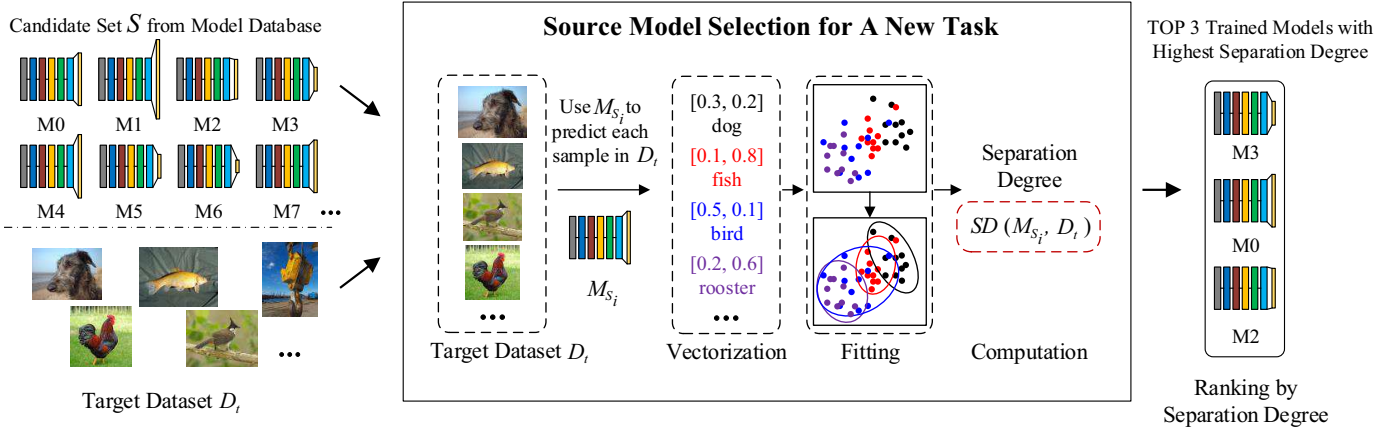 Candidate Set S from Model Database
M0
M1
M2
M3
M4
M5
M6
M7
...
...
Target Dataset D_t
Source Model Selection for A New Task
...
Target Dataset D_t
Use M_{S_i} to
predict each
sample in D_t
M_{S_i}
[0.3, 0.2]
dog
[0.1, 0.8]
fish
[0.5, 0.1]
bird
[0.2, 0.6]
rooster
...
Vectorization
Fitting
Separation
Degree
SD (M_{S_i}, D_t)
Computation
TOP 3 Trained Models with
Highest Separation Degree
M3
M0
M2
Ranking by
Separation Degree